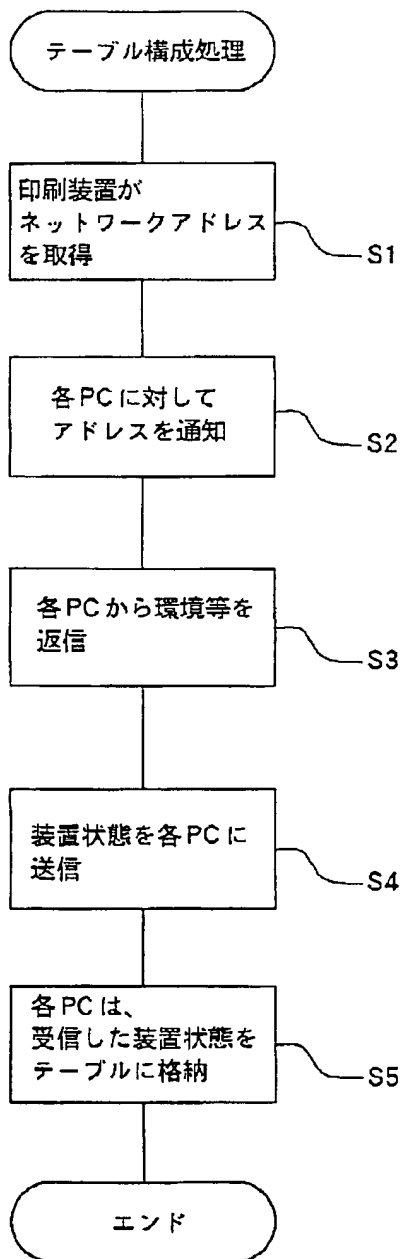 テーブル構成処理
印刷装置が
ネットワークアドレス
を取得
S1
各PCに対して
アドレスを通知
S2
各PCから環境等を
返信
S3
装置状態を各PCに
送信
S4
各PCは、
受信した装置状態を
テーブルに格納
S5
エンド